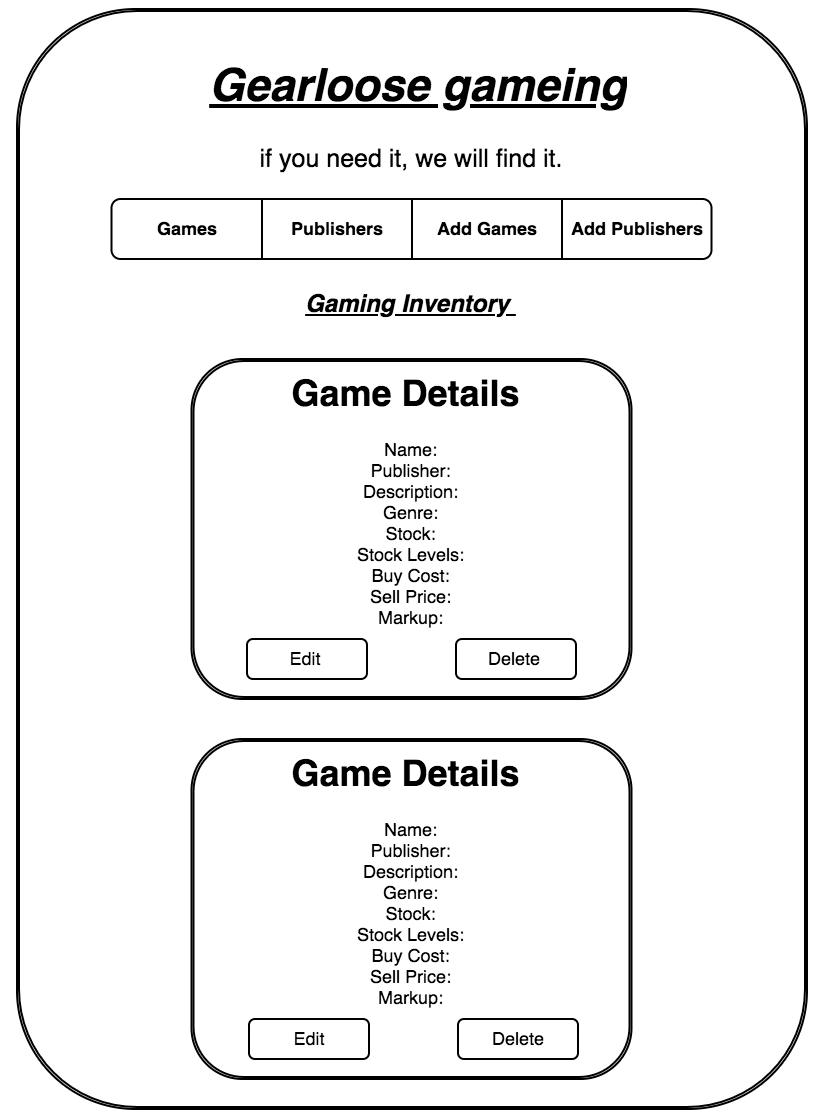 Gearloose gameing
if you need it, we will find it.
Games Publishers Add Games Add Publishers
Gaming Inventory
Game Details
Name:
Publisher:
Description:
Genre:
Stock:
Stock Levels:
Buy Cost:
Sell Price:
Markup:
Edit Delete
Game Details
Name:
Publisher:
Description:
Genre:
Stock:
Stock Levels:
Buy Cost:
Sell Price:
Markup:
Edit Delete